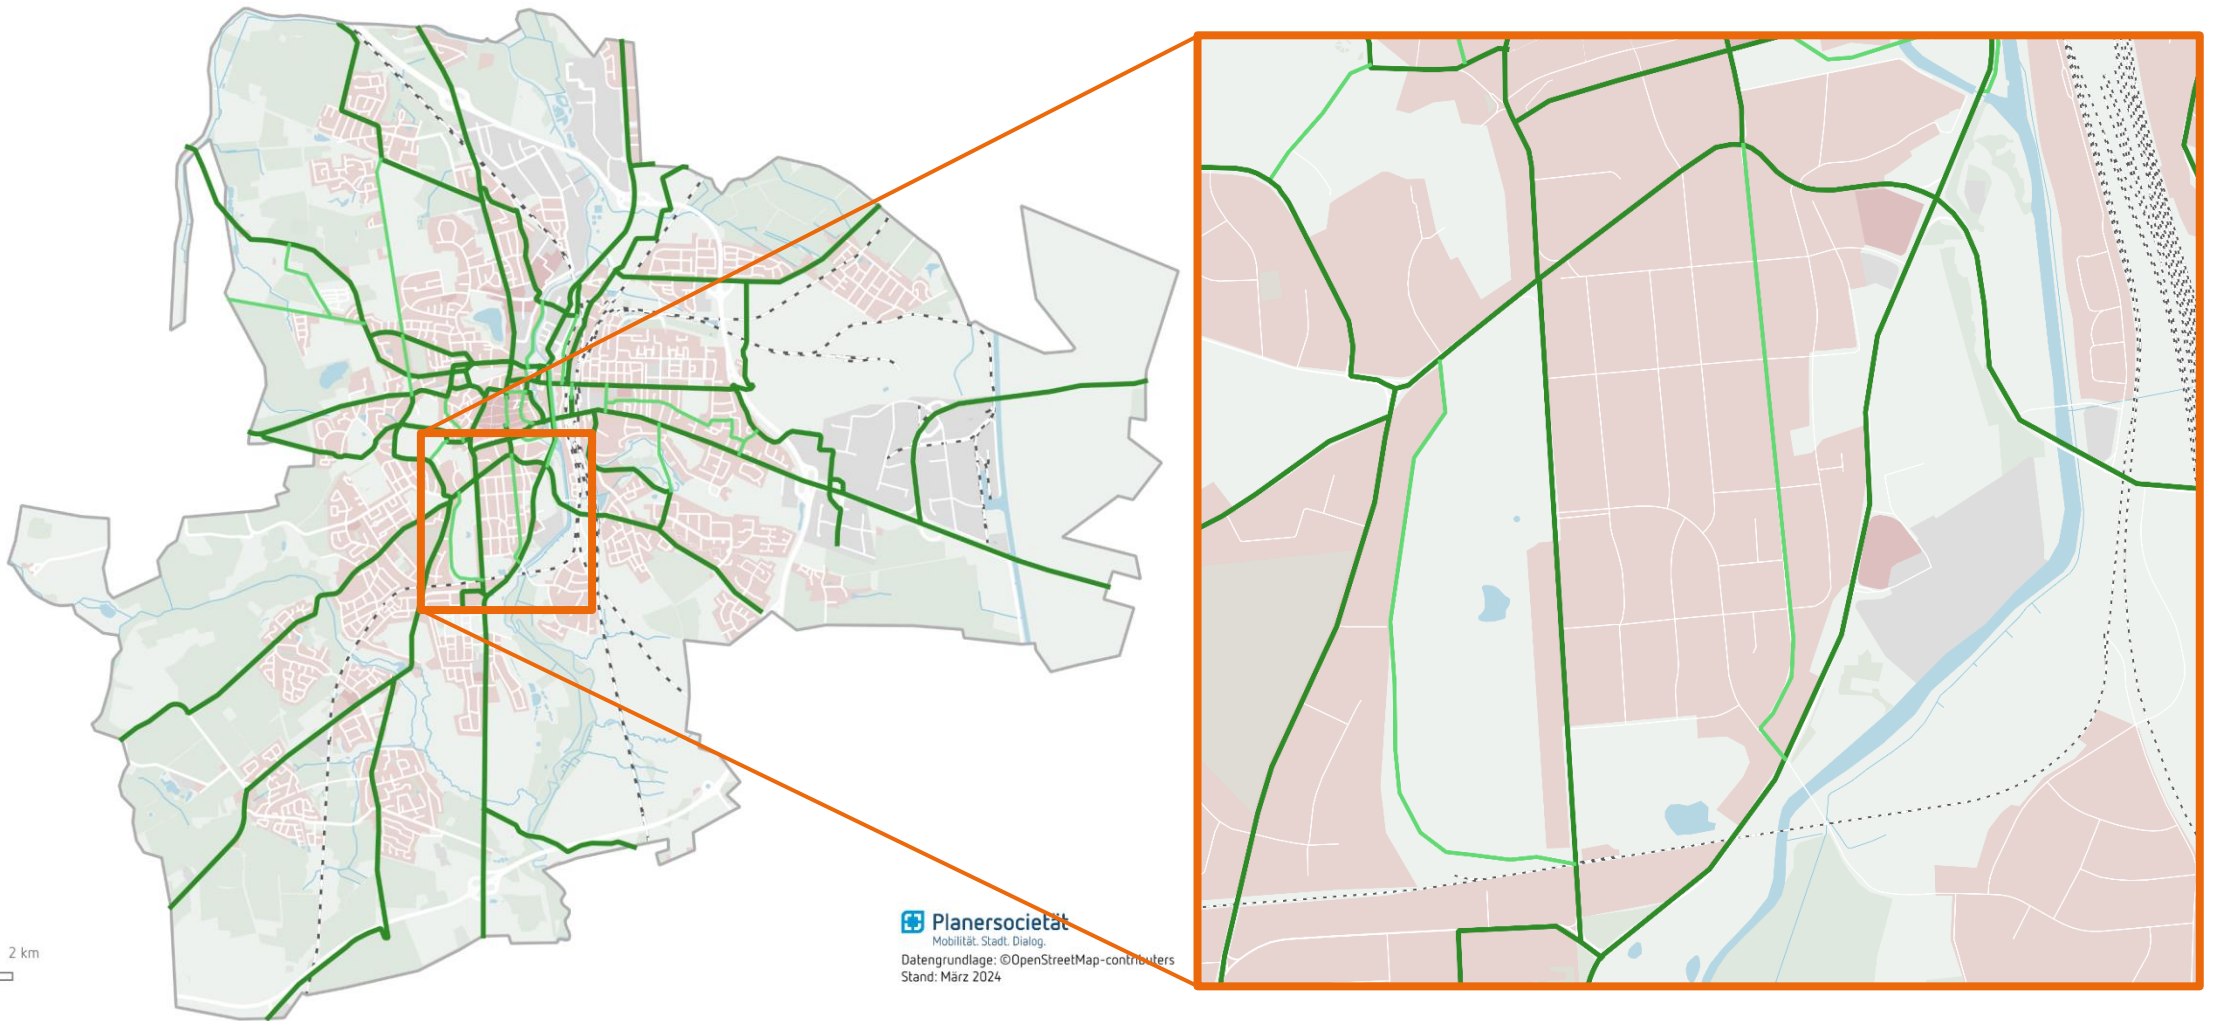 2 km
Planersocietät
Mobilität. Stadt. Dialog.
Datengrundlage: ©OpenStreetMap-contributers
Stand: März 2024